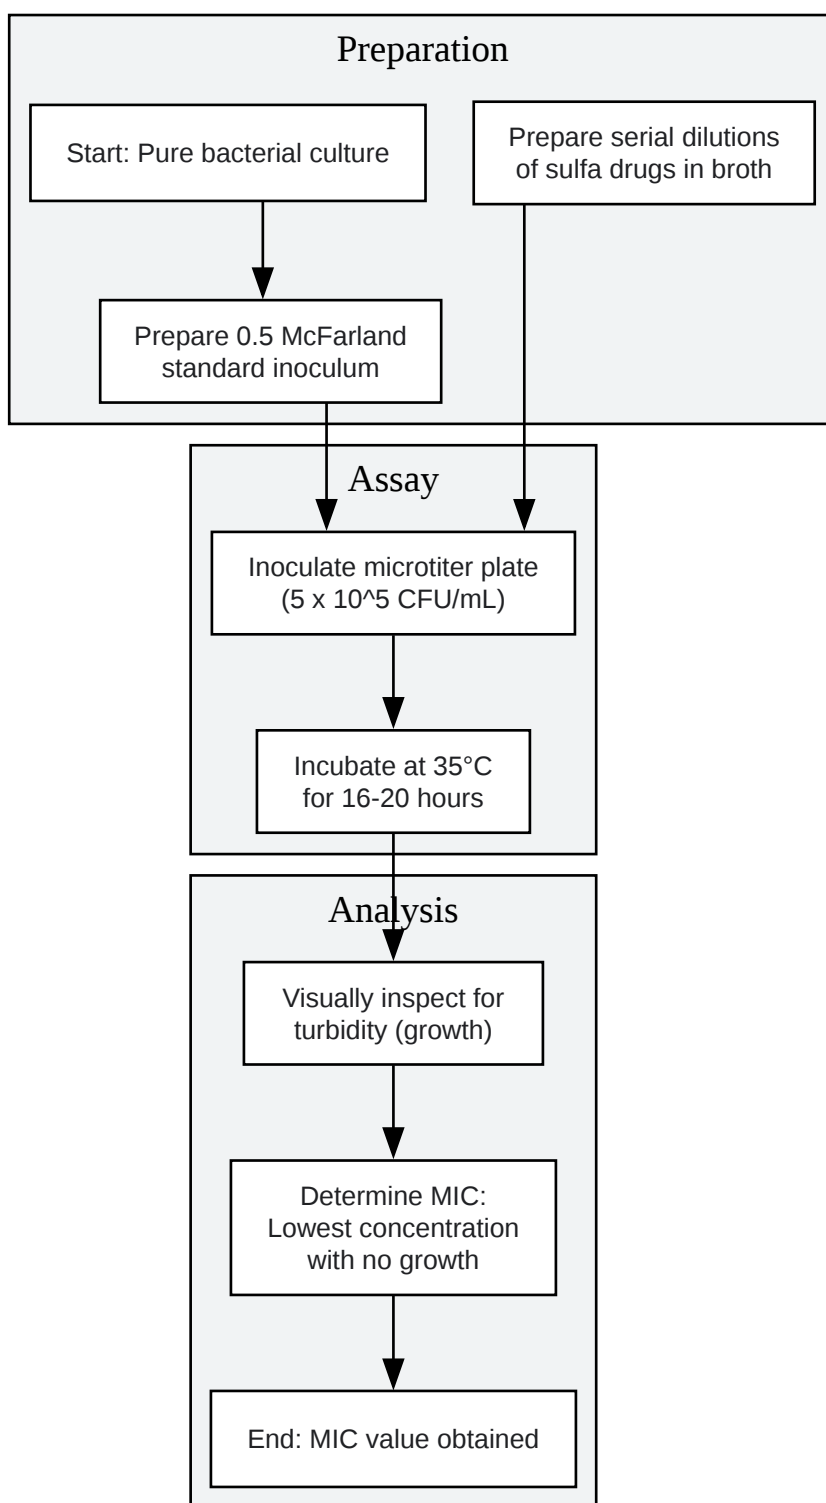 Preparation
Start: Pure bacterial culture
Prepare serial dilutions
of sulfa drugs in broth
Prepare 0.5 McFarland
standard inoculum
Assay
Inoculate microtiter plate
(5 x 10^5 CFU/mL)
Incubate at 35°C
for 16-20 hours
Analysis
Visually inspect for
turbidity (growth)
Determine MIC:
Lowest concentration
with no growth
End: MIC value obtained